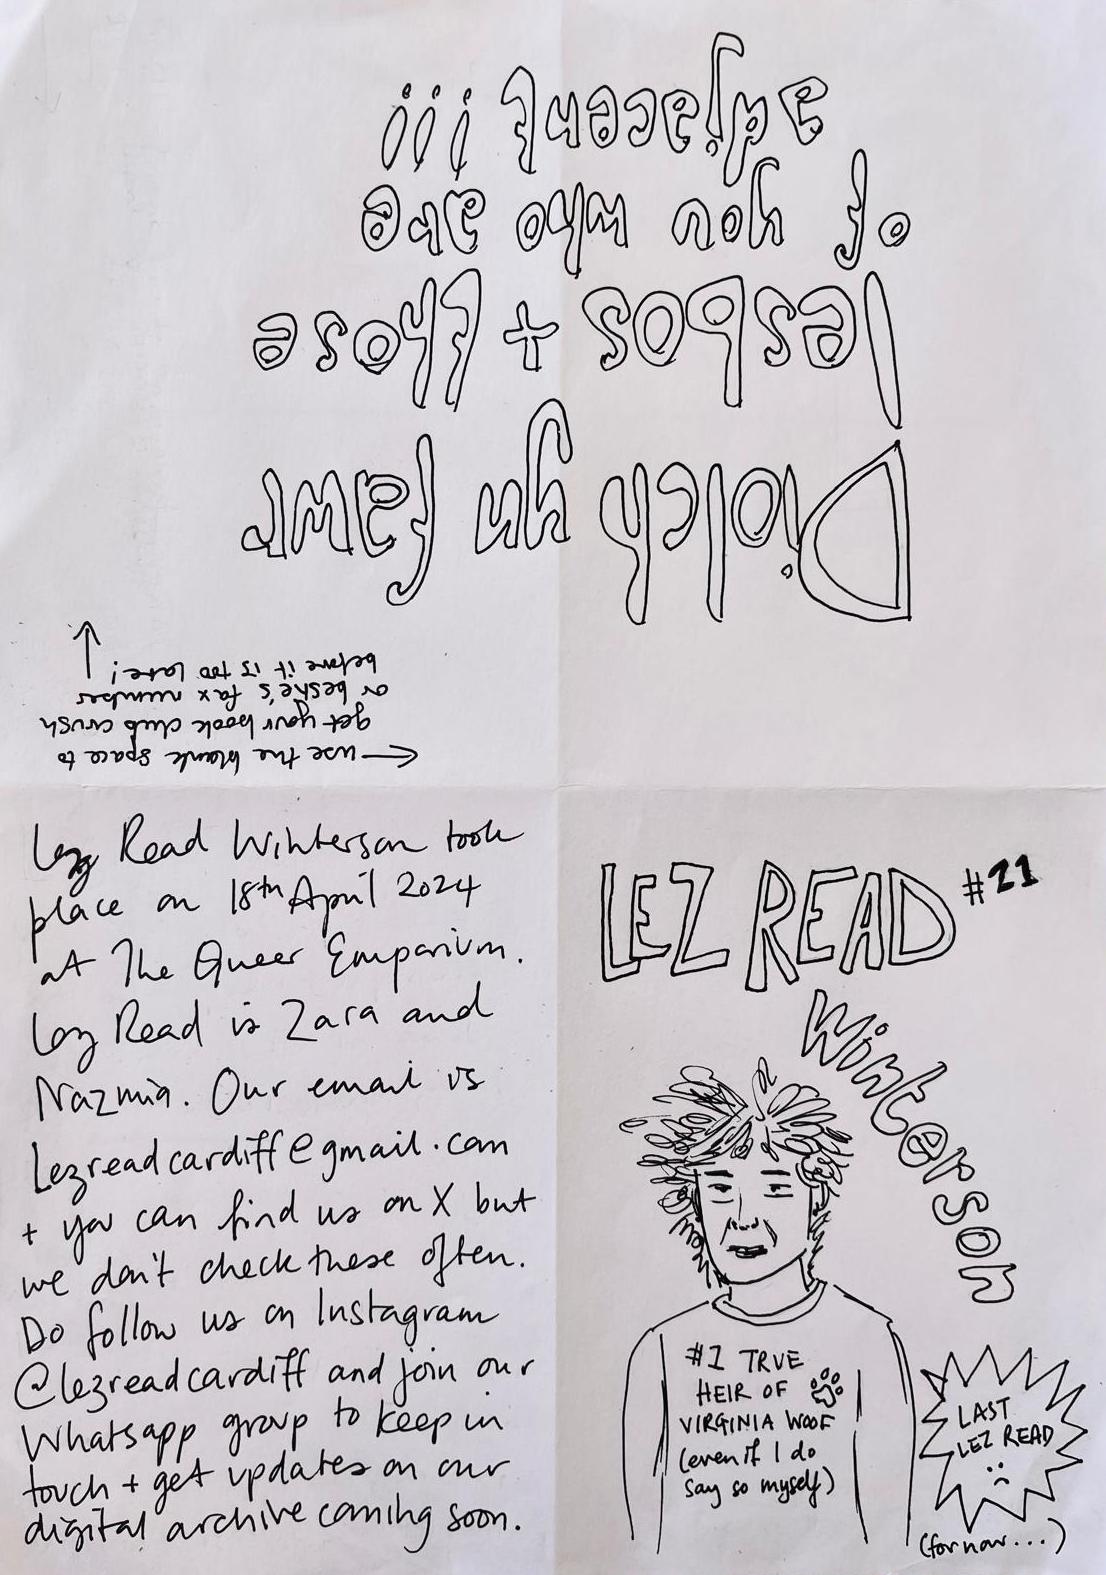 Diolch yn fawr
lesbos + those
of you who are
adjacent !!!
← use the blank space to
get your book club crush
or beshe's fax number
before it is too late!
Lez Read Winterson took
place on 18th April 2024
at The Queer Emporium.
Lez Read is Zara and
Nazmia. Our email is
Lezreadcardiff@gmail.com
+ you can find us on X but
we don't check these often.
Do follow us on Instagram
@lezreadcardiff and join our
Whatsapp group to keep in
touch + get updates on our
digital archive coming soon.
LEZ READ #21
Winterson
#1 TRUE
HEIR OF
VIRGINIA WOOF
(even if I do
say so myself)
LAST
LEZ READ
:(
(for now...)